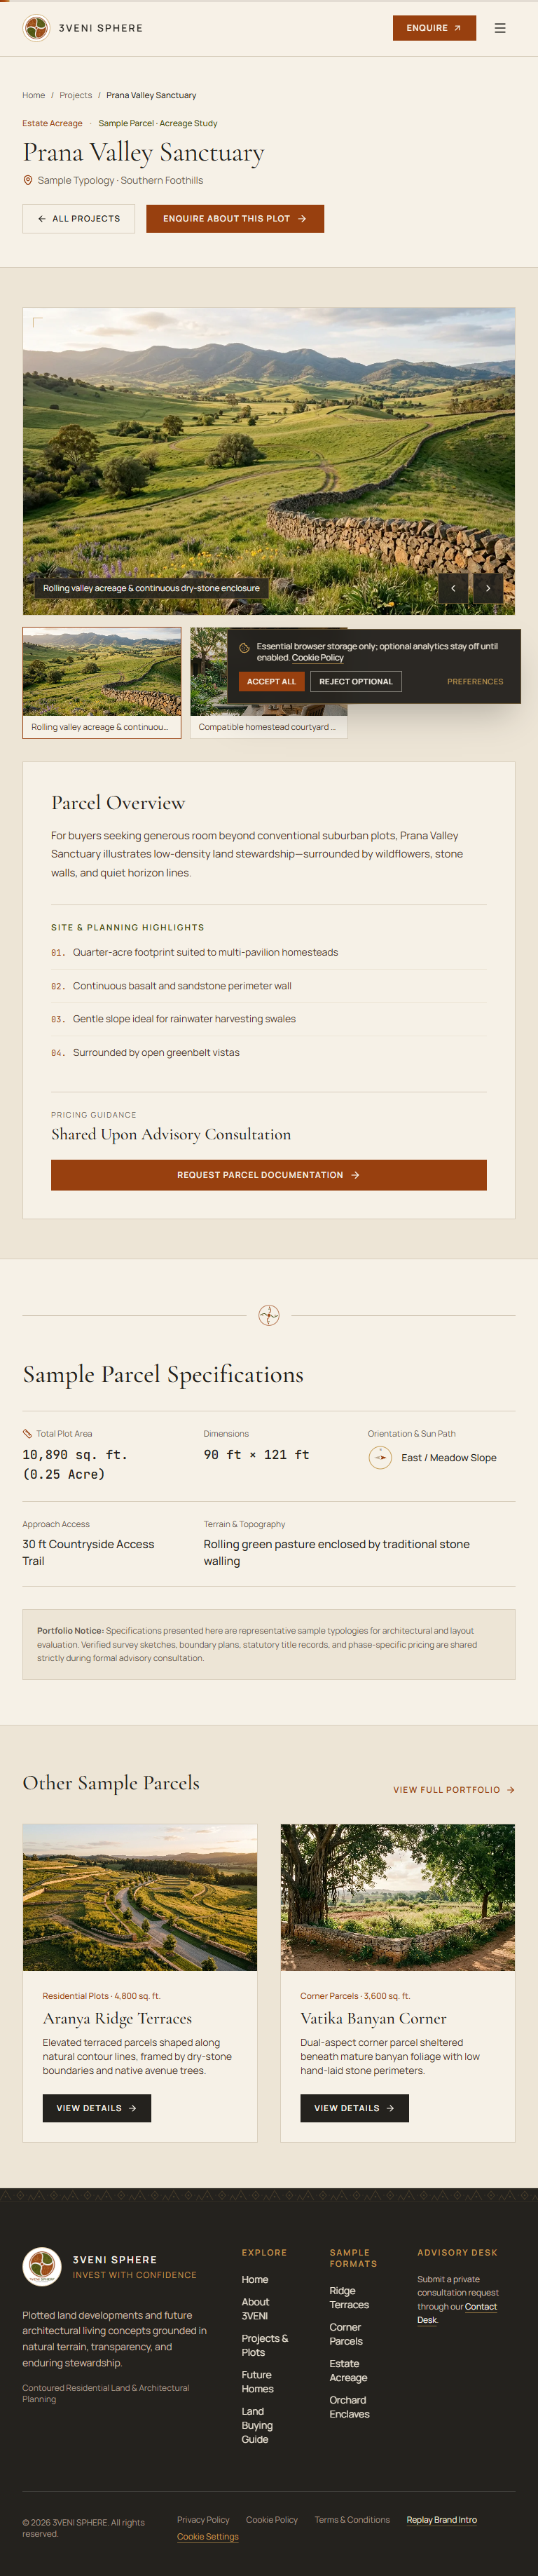 3VENI SPHERE
ENQUIRE
Home / Projects / Prana Valley Sanctuary
Estate Acreage · Sample Parcel · Acreage Study
Prana Valley Sanctuary
Sample Typology · Southern Foothills
ALL PROJECTS
ENQUIRE ABOUT THIS PLOT
Rolling valley acreage & continuous dry-stone enclosure
Essential browser storage only; optional analytics stay off until
enabled. Cookie Policy
ACCEPT ALL
REJECT OPTIONAL
PREFERENCES
Rolling valley acreage & continuou...
Compatible homestead courtyard ...
Parcel Overview
For buyers seeking generous room beyond conventional suburban plots, Prana Valley
Sanctuary illustrates low-density land stewardship—surrounded by wildflowers, stone
walls, and quiet horizon lines.
SITE & PLANNING HIGHLIGHTS
01. Quarter-acre footprint suited to multi-pavilion homesteads
02. Continuous basalt and sandstone perimeter wall
03. Gentle slope ideal for rainwater harvesting swales
04. Surrounded by open greenbelt vistas
PRICING GUIDANCE
Shared Upon Advisory Consultation
REQUEST PARCEL DOCUMENTATION
Sample Parcel Specifications
Total Plot Area
10,890 sq. ft.
(0.25 Acre)
Dimensions
90 ft × 121 ft
Orientation & Sun Path
East / Meadow Slope
Approach Access
30 ft Countryside Access
Trail
Terrain & Topography
Rolling green pasture enclosed by traditional stone
walling
Portfolio Notice: Specifications presented here are representative sample typologies for architectural and layout
evaluation. Verified survey sketches, boundary plans, statutory title records, and phase-specific pricing are shared
strictly during formal advisory consultation.
Other Sample Parcels
VIEW FULL PORTFOLIO
Residential Plots · 4,800 sq. ft.
Aranya Ridge Terraces
Elevated terraced parcels shaped along
natural contour lines, framed by dry-stone
boundaries and native avenue trees.
VIEW DETAILS
Corner Parcels · 3,600 sq. ft.
Vatika Banyan Corner
Dual-aspect corner parcel sheltered
beneath mature banyan foliage with low
hand-laid stone perimeters.
VIEW DETAILS
3VENI SPHERE
INVEST WITH CONFIDENCE
Plotted land developments and future
architectural living concepts grounded in
natural terrain, transparency, and
enduring stewardship.
Contoured Residential Land & Architectural
Planning
EXPLORE
Home
About
3VENI
Projects &
Plots
Future
Homes
Land
Buying
Guide
SAMPLE
FORMATS
Ridge
Terraces
Corner
Parcels
Estate
Acreage
Orchard
Enclaves
ADVISORY DESK
Submit a private
consultation request
through our Contact
Desk.
© 2026 3VENI SPHERE. All rights
reserved.
Privacy Policy
Cookie Policy
Terms & Conditions
Replay Brand Intro
Cookie Settings